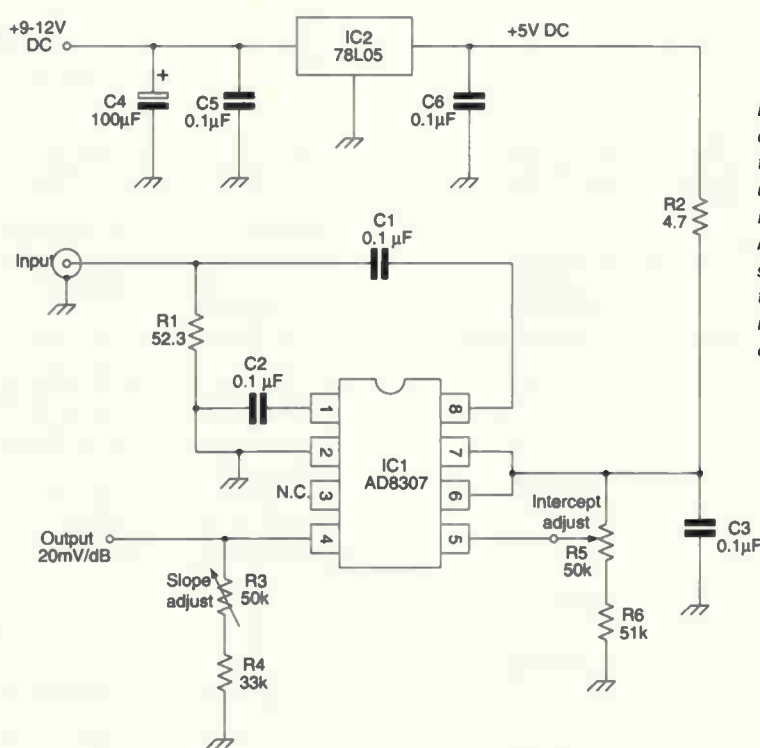 +9-12V
DC
IC2
78L05
+5V DC
+
C4
100µF
C5
0.1µF
C6
0.1µF
R2
4.7
C1
0.1 µF
Input
R1
52.3
C2
0.1 µF
1
2
3
4
8
7
6
5
IC1
AD8307
N.C.
Intercept
adjust
R5
50k
C3
0.1µF
Output
20mV/dB
Slope
adjust
R3
50k
R6
51k
R4
33k